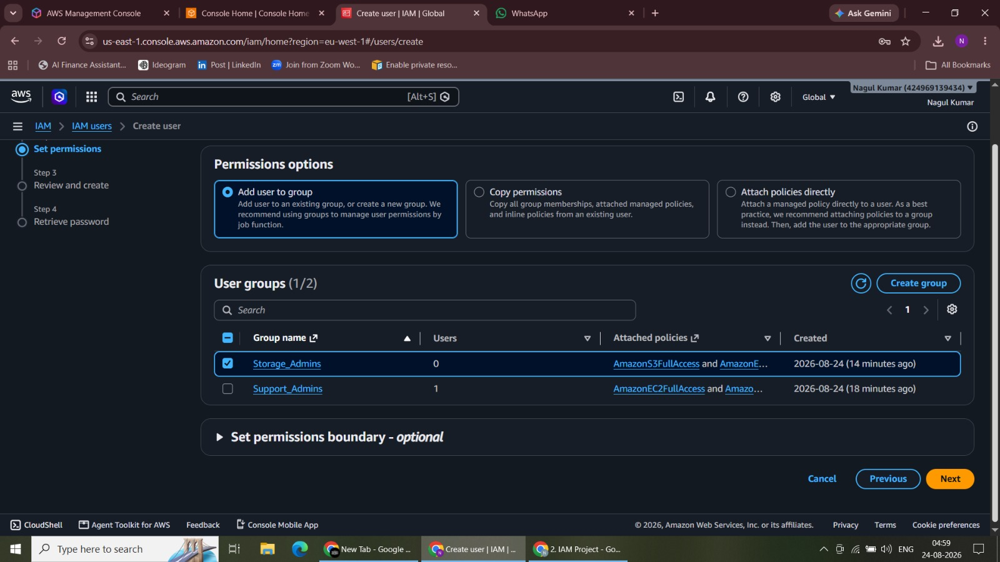 AWS Management Console
Console Home | Console Home
Create user | IAM | Global
WhatsApp
Ask Gemini
us-east-1.console.aws.amazon.com/iam/home?region=eu-west-1#/users/create
N
AI Finance Assistant...
Ideogram
Post | LinkedIn
Join from Zoom Wo...
Enable private reso...
All Bookmarks
aws
Search
[Alt+S]
Global
Nagul Kumar (424969139434)
Nagul Kumar
IAM
IAM users
Create user
Set permissions
Step 3
Review and create
Step 4
Retrieve password
Permissions options
Add user to group
Add user to an existing group, or create a new group. We
recommend using groups to manage user permissions by
job function.
Copy permissions
Copy all group memberships, attached managed policies,
and inline policies from an existing user.
Attach policies directly
Attach a managed policy directly to a user. As a best
practice, we recommend attaching policies to a group
instead. Then, add the user to the appropriate group.
User groups (1/2)
Create group
Search
1
Group name Users Attached policies Created
Storage_Admins 0 AmazonS3FullAccess and AmazonE... 2026-08-24 (14 minutes ago)
Support_Admins 1 AmazonEC2FullAccess and Amazo... 2026-08-24 (18 minutes ago)
Set permissions boundary - optional
Cancel
Previous
Next
CloudShell
Agent Toolkit for AWS
Feedback
Console Mobile App
© 2026, Amazon Web Services, Inc. or its affiliates.
Privacy
Terms
Cookie preferences
Type here to search
New Tab - Google ...
Create user | IAM | ...
2. IAM Project - Go...
ENG
04:59
24-08-2026